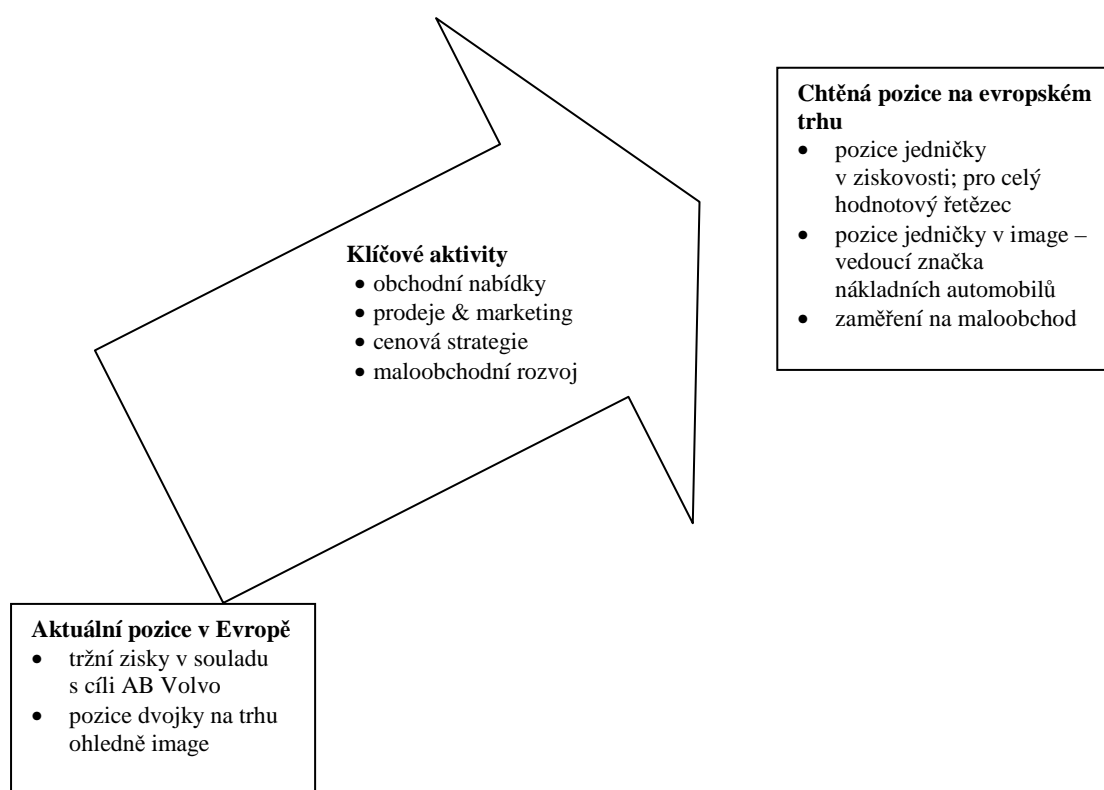 Chtěná pozice na evropském
trhu
• pozice jedničky
v ziskovosti; pro celý
hodnotový řetězec
• pozice jedničky v image –
vedoucí značka
nákladních automobilů
• zaměření na maloobchod
Klíčové aktivity
• obchodní nabídky
• prodeje & marketing
• cenová strategie
• maloobchodní rozvoj
Aktuální pozice v Evropě
• tržní zisky v souladu
s cíli AB Volvo
• pozice dvojky na trhu
ohledně image